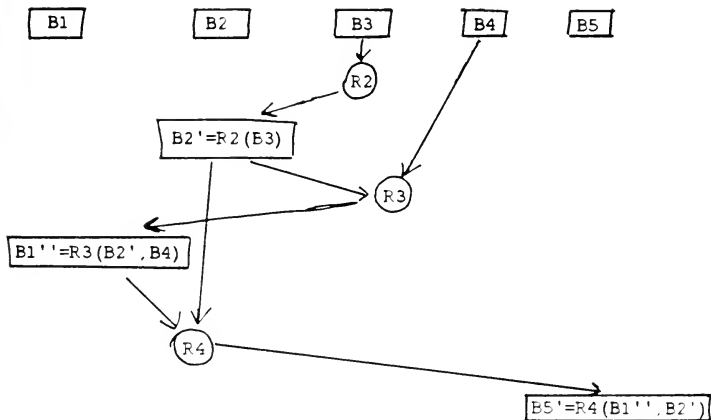 B1
B2
B3
B4
B5
R2
B2'=R2(B3)
R3
B1''=R3(B2',B4)
R4
B5'=R4(B1'',B2')